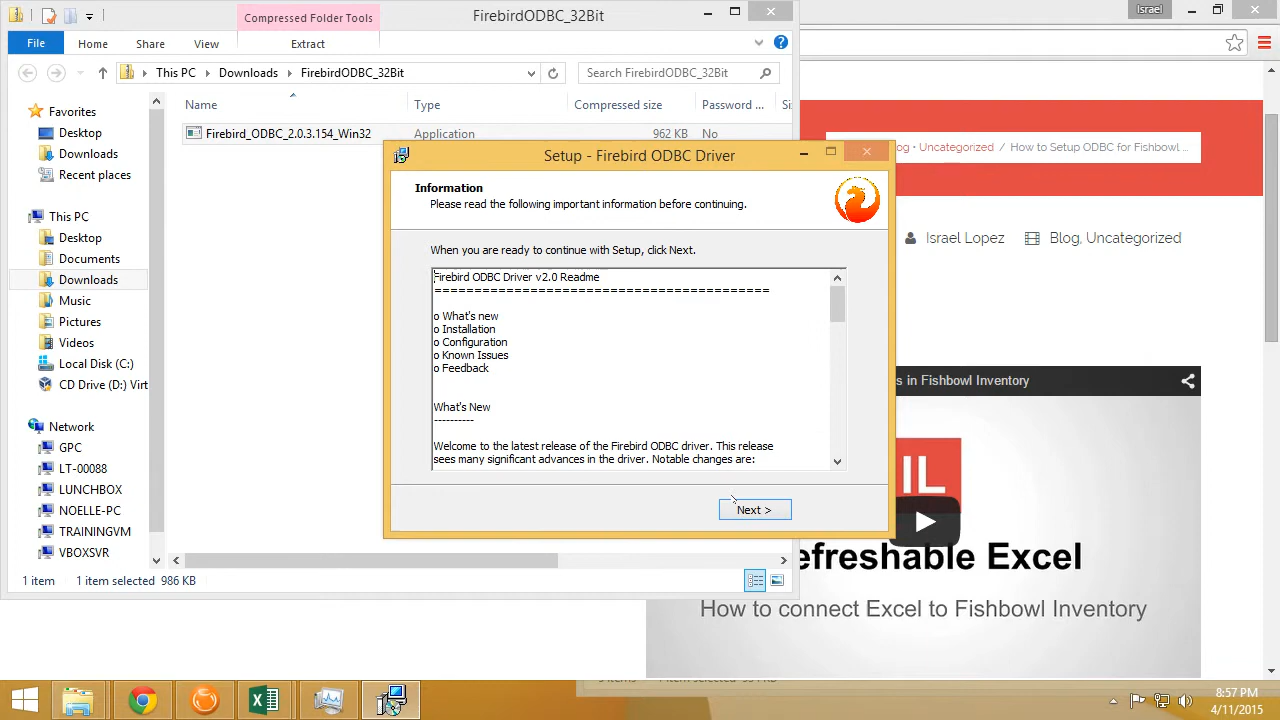 Compressed Folder Tools
FirebirdODBC_32Bit
Israel
File
Home
Share
View
Extract
This PC
Downloads
FirebirdODBC_32Bit
Search FirebirdODBC_32Bit
Name
Type
Compressed size
Password ...
Si
Firebird_ODBC_2.0.3.154_Win32
Application
962 KB
No
Favorites
Desktop
Downloads
Recent places
This PC
Desktop
Documents
Downloads
Music
Pictures
Videos
Local Disk (C:)
CD Drive (D:) Virt
Network
GPC
LT-00088
LUNCHBOX
NOELLE-PC
TRAININGVM
VBOXSVR
1 item
1 item selected 986 KB
Setup - Firebird ODBC Driver
Information
Please read the following important information before continuing.
When you are ready to continue with Setup, click Next.
Firebird ODBC Driver v2.0 Readme
=========================================
o What's new
o Installation
o Configuration
o Known Issues
o Feedback
What's New
----------
Welcome to the latest release of the Firebird ODBC driver. This release
sees many significant advances in the driver. Notable changes are:
Next >
og • Uncategorized / How to Setup ODBC for Fishbowl ...
Israel Lopez
Blog, Uncategorized
s in Fishbowl Inventory
IL
efreshable Excel
How to connect Excel to Fishbowl Inventory
8:57 PM
4/11/2015